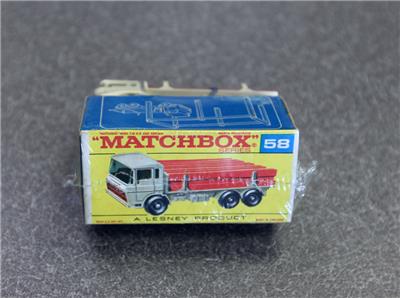 "MATCHBOX"
SERIES
58
A LESNEY PRODUCT